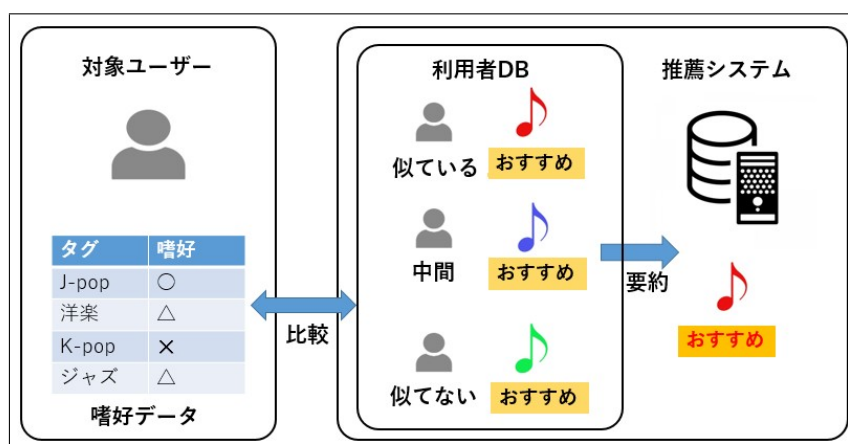 対象ユーザー
タグ 嗜好
J-pop ○
洋楽 △
K-pop ×
ジャズ △
嗜好データ
比較
利用者DB
似ている おすすめ
中間 おすすめ
似てない おすすめ
要約
推薦システム
おすすめ